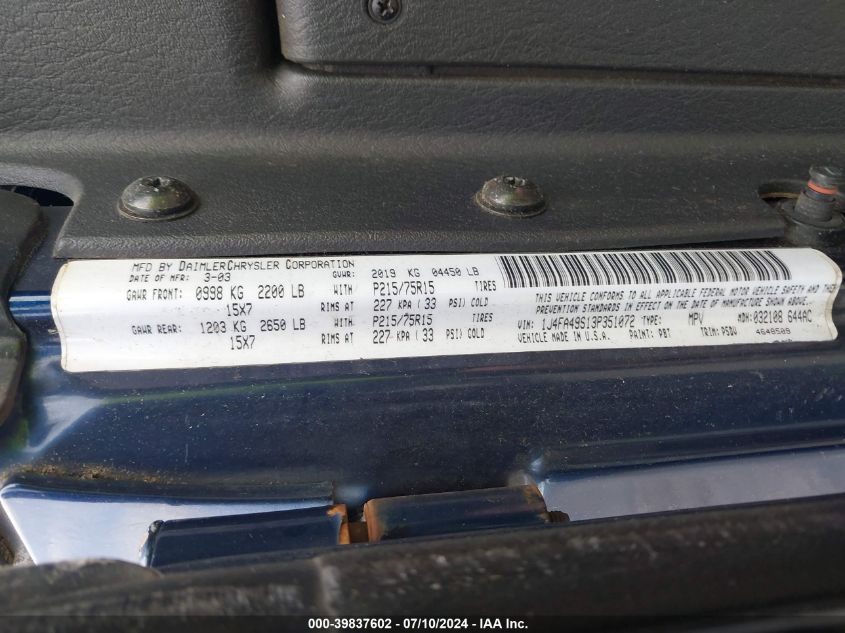 MFD BY DAIMLERCHRYSLER CORPORATION
DATE OF MFR: 3-03 GVWR: 2019 KG 04450 LB
GAWR FRONT: 0998 KG 2200 LB WITH P215/75R15 TIRES
15X7 RIMS AT 227 KPA ( 33 PSI) COLD
GAWR REAR: 1203 KG 2650 LB WITH P215/75R15 TIRES
15X7 RIMS AT 227 KPA ( 33 PSI) COLD
THIS VEHICLE CONFORMS TO ALL APPLICABLE FEDERAL MOTOR VEHICLE SAFETY AND THEFT
PREVENTION STANDARDS IN EFFECT ON THE DATE OF MANUFACTURE SHOWN ABOVE.
VIN: 1J4FA49S13P351072 TYPE: MPV MDH: 032108 644AC
VEHICLE MADE IN U.S.A. PAINT: PBT TRIM: P5DV 4648509
000-39837602 - 07/10/2024 - IAA Inc.